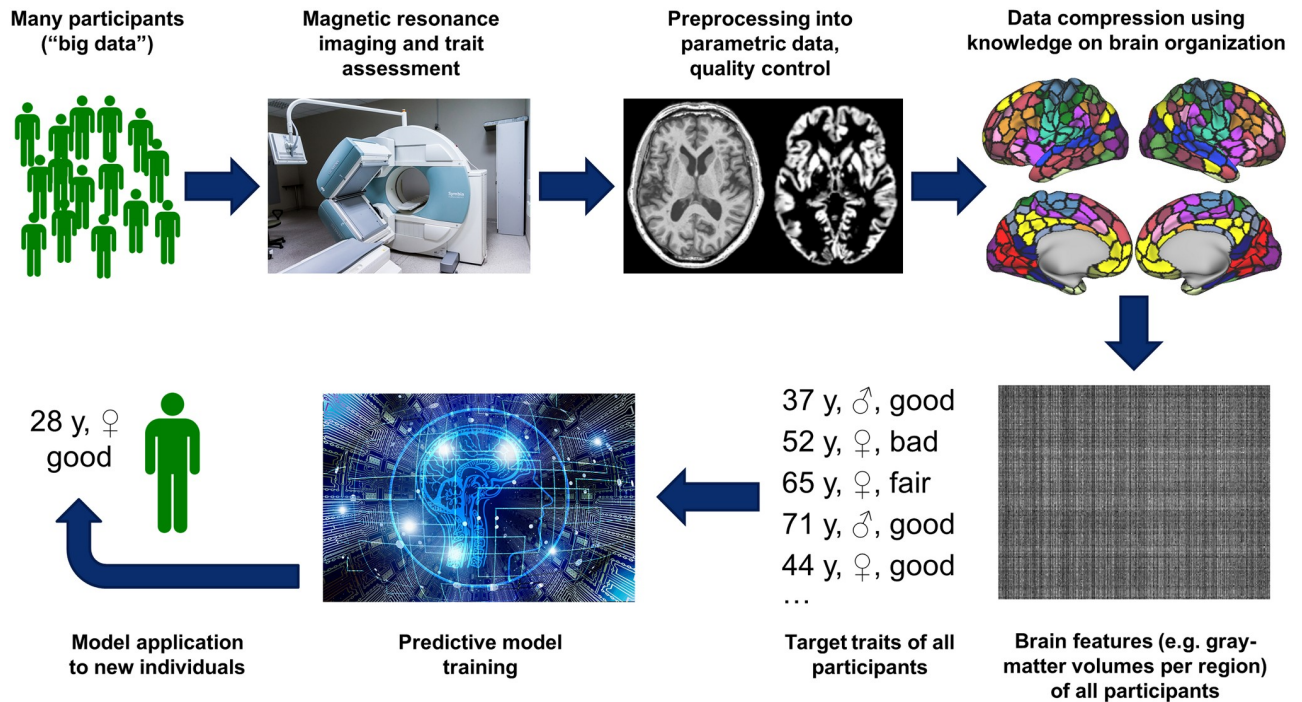 Many participants
(“big data”)
Magnetic resonance
imaging and trait
assessment
Preprocessing into
parametric data,
quality control
Data compression using
knowledge on brain organization
28 y, ♀
good
37 y, ♂, good
52 y, ♀, bad
65 y, ♀, fair
71 y, ♂, good
44 y, ♀, good
…
Model application
to new individuals
Predictive model
training
Target traits of all
participants
Brain features (e.g. gray-
matter volumes per region)
of all participants